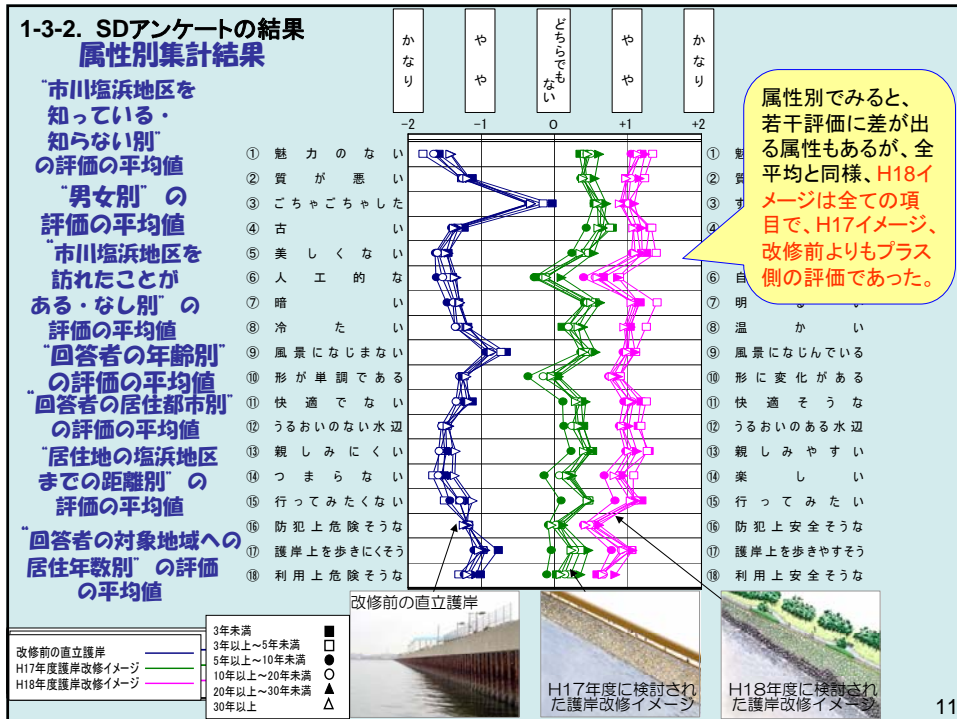 1-3-2. SDアンケートの結果
属性別集計結果
“市川塩浜地区を
知っている・
知らない別”
の評価の平均値
“男女別”の
評価の平均値
“市川塩浜地区を
訪れたことが
ある・なし別”の
評価の平均値
“回答者の年齢別”
の評価の平均値
“回答者の居住都市別”
の評価の平均値
“居住地の塩浜地区
までの距離別”の
評価の平均値
“回答者の対象地域への
居住年数別”の評価
の平均値
かなり
やや
どちらでもない
やや
かなり
-2 -1 0 +1 +2
① 魅力のない
② 質が悪い
③ ごちゃごちゃした
④ 古い
⑤ 美しくない
⑥ 人工的な
⑦ 暗い
⑧ 冷たい
⑨ 風景になじまない
⑩ 形が単調である
⑪ 快適でない
⑫ うるおいのない水辺
⑬ 親しみにくい
⑭ つまらない
⑮ 行ってみたくない
⑯ 防犯上危険そうな
⑰ 護岸上を歩きにくそう
⑱ 利用上危険そうな
① 魅
② 質
③ す
④
⑥ 自
⑦ 明るい
⑧ 温かい
⑨ 風景になじんでいる
⑩ 形に変化がある
⑪ 快適そうな
⑫ うるおいのある水辺
⑬ 親しみやすい
⑭ 楽しい
⑮ 行ってみたい
⑯ 防犯上安全そうな
⑰ 護岸上を歩きやすそう
⑱ 利用上安全そうな
属性別でみると、
若干評価に差が出
る属性もあるが、全
平均と同様、H18イ
メージは全ての項
目で、H17イメージ、
改修前よりもプラス
側の評価であった。
改修前の直立護岸
H17年度護岸改修イメージ
H18年度護岸改修イメージ
3年未満 ■
3年以上～5年未満 □
5年以上～10年未満 ●
10年以上～20年未満 ○
20年以上～30年未満 ▲
30年以上 △
改修前の直立護岸
H17年度に検討され
た護岸改修イメージ
H18年度に検討され
た護岸改修イメージ
11